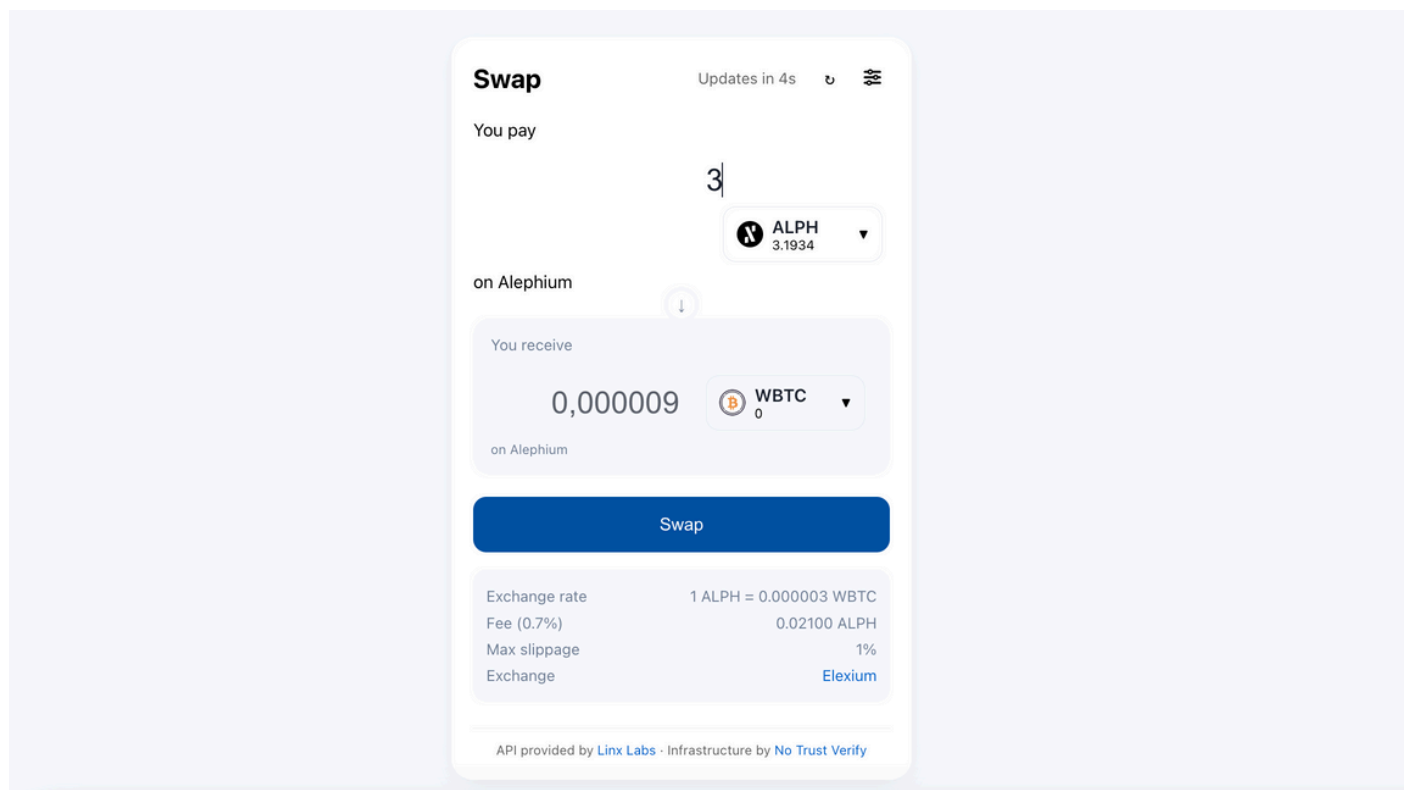 Swap Updates in 4s ↻
You pay
3
ALPH
3.1934
▼
on Alephium
↓
You receive
0,000009
WBTC
0
▼
on Alephium
Swap
Exchange rate 1 ALPH = 0.000003 WBTC
Fee (0.7%) 0.02100 ALPH
Max slippage 1%
Exchange Elexium
API provided by Linx Labs · Infrastructure by No Trust Verify